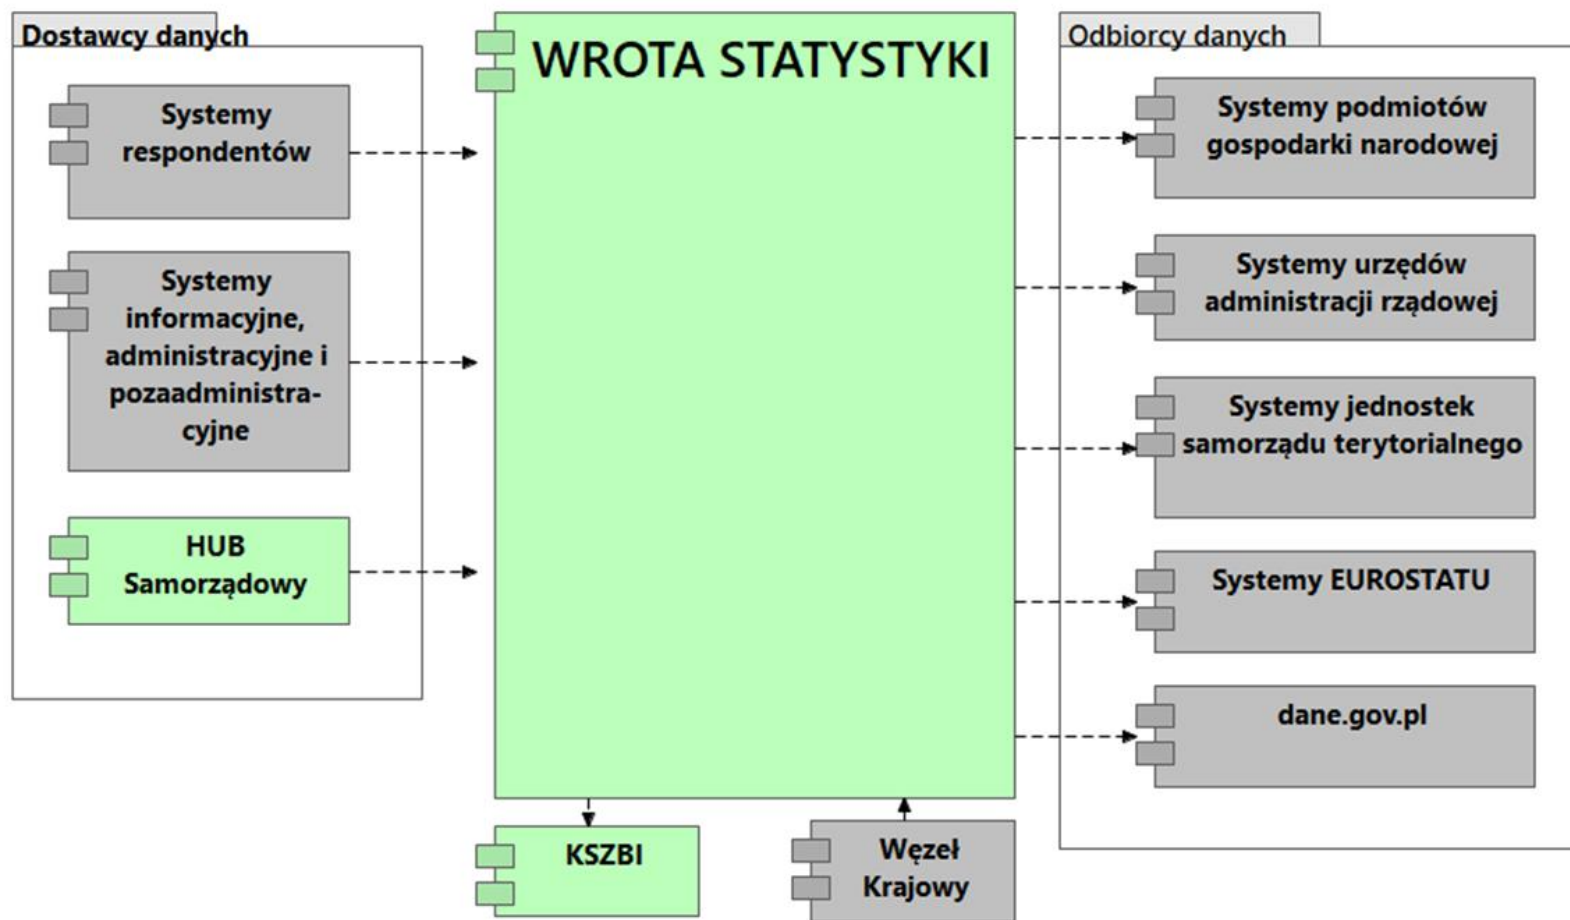 Dostawcy danych
Systemy
respondentów
Systemy
informacyjne,
administracyjne i
pozaadministra-
cyjne
HUB
Samorządowy
WROTA STATYSTYKI
KSZBI
Węzeł
Krajowy
Odbiorcy danych
Systemy podmiotów
gospodarki narodowej
Systemy urzędów
administracji rządowej
Systemy jednostek
samorządu terytorialnego
Systemy EUROSTATU
dane.gov.pl